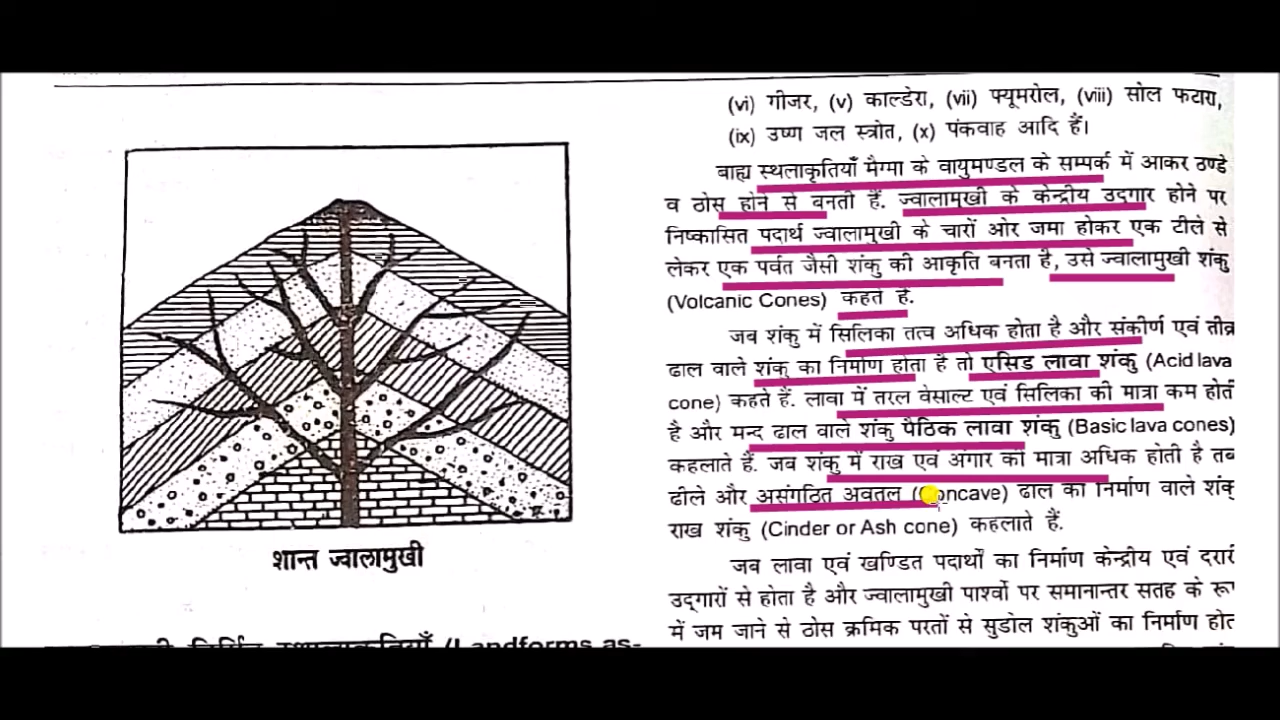 (vi) गीजर, (v) काल्डेरा, (vii) फ्यूमरोल, (viii) सोल फटारा,
(ix) उष्ण जल स्त्रोत, (x) पंकवाह आदि हैं।
बाह्य स्थलाकृतियाँ मैग्मा के वायुमण्डल के सम्पर्क में आकर ठण्डे
व ठोस होने से बनती हैं. ज्वालामुखी के केन्द्रीय उदगार होने पर
निष्कासित पदार्थ ज्वालामुखी के चारों ओर जमा होकर एक टीले से
लेकर एक पर्वत जैसी शंकु की आकृति बनता है, उसे ज्वालामुखी शंकु
(Volcanic Cones) कहते हैं.
जब शंकु में सिलिका तत्व अधिक होता है और संकीर्ण एवं तीव्र
ढाल वाले शंकु का निर्माण होता है तो एसिड लावा शंकु (Acid lava
cone) कहते हैं. लावा में तरल वेसाल्ट एवं सिलिका की मात्रा कम होती
है और मन्द ढाल वाले शंकु पैठिक लावा शंकु (Basic lava cones)
कहलाते हैं. जब शंकु में राख एवं अंगार की मात्रा अधिक होती है तब
ढीले और असंगठित अवतल (Concave) ढाल का निर्माण वाले शंकु
राख शंकु (Cinder or Ash cone) कहलाते हैं.
जब लावा एवं खण्डित पदार्थों का निर्माण केन्द्रीय एवं दरारी
उद्गारों से होता है और ज्वालामुखी पार्श्वो पर समानान्तर सतह के रूप
में जम जाने से ठोस क्रमिक परतों से सुडोल शंकुओं का निर्माण होता
शान्त ज्वालामुखी
निर्मित स्थलाकृतियाँ (Landforms as-